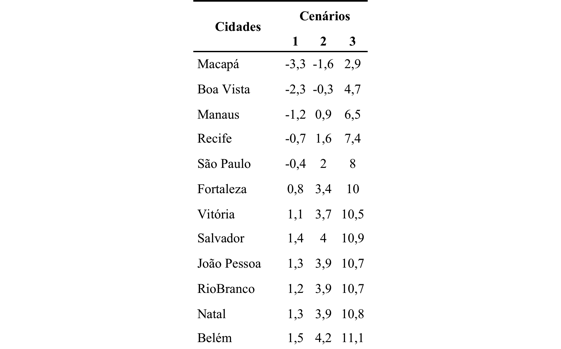 Cidades Cenários
1 2 3
Macapá -3,3 -1,6 2,9
Boa Vista -2,3 -0,3 4,7
Manaus -1,2 0,9 6,5
Recife -0,7 1,6 7,4
São Paulo -0,4 2 8
Fortaleza 0,8 3,4 10
Vitória 1,1 3,7 10,5
Salvador 1,4 4 10,9
João Pessoa 1,3 3,9 10,7
RioBranco 1,2 3,9 10,7
Natal 1,3 3,9 10,8
Belém 1,5 4,2 11,1